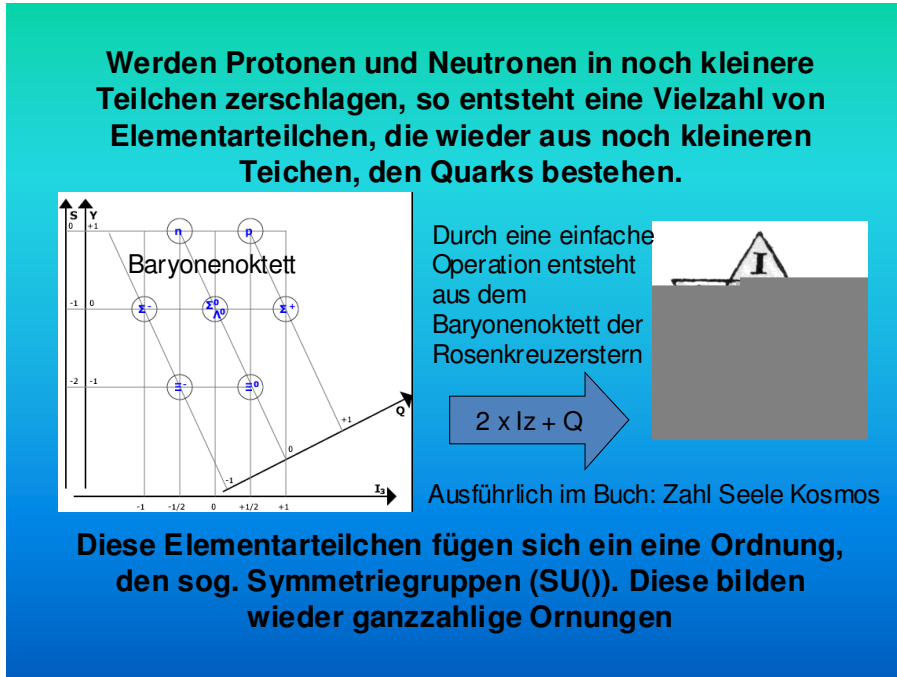 Werden Protonen und Neutronen in noch kleinere
Teilchen zerschlagen, so entsteht eine Vielzahl von
Elementarteilchen, die wieder aus noch kleineren
Teichen, den Quarks bestehen.
S Y
0 +1
n p
Baryonenoktett
-1 0
Σ- Σ0 Λ0 Σ+
-2 -1
Ξ- Ξ0
Q
-1 0 +1
I3
-1 -1/2 0 +1/2 +1
Durch eine einfache
Operation entsteht
aus dem
Baryonenoktett der
Rosenkreuzerstern
2 x Iz + Q
I
Ausführlich im Buch: Zahl Seele Kosmos
Diese Elementarteilchen fügen sich ein eine Ordnung,
den sog. Symmetriegruppen (SU()). Diese bilden
wieder ganzzahlige Ornungen